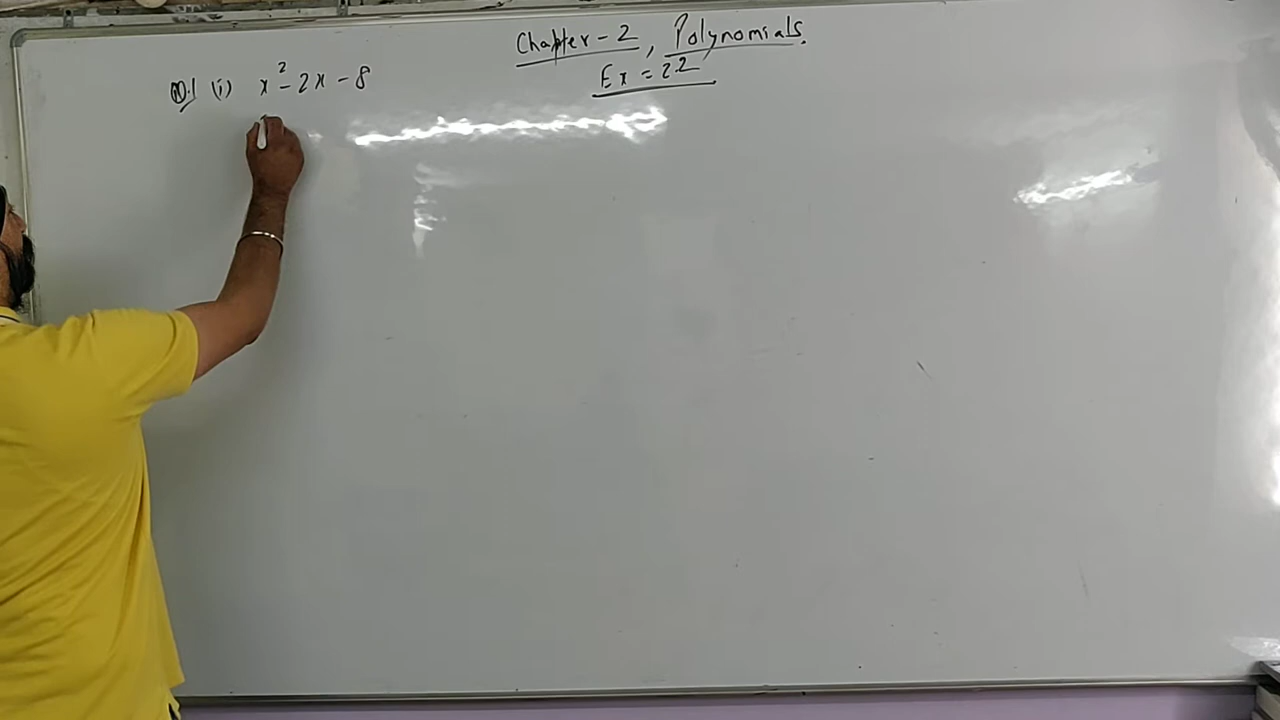 Chapter - 2, Polynomials.
Ex = 2.2
Q.1 (i) x² - 2x - 8